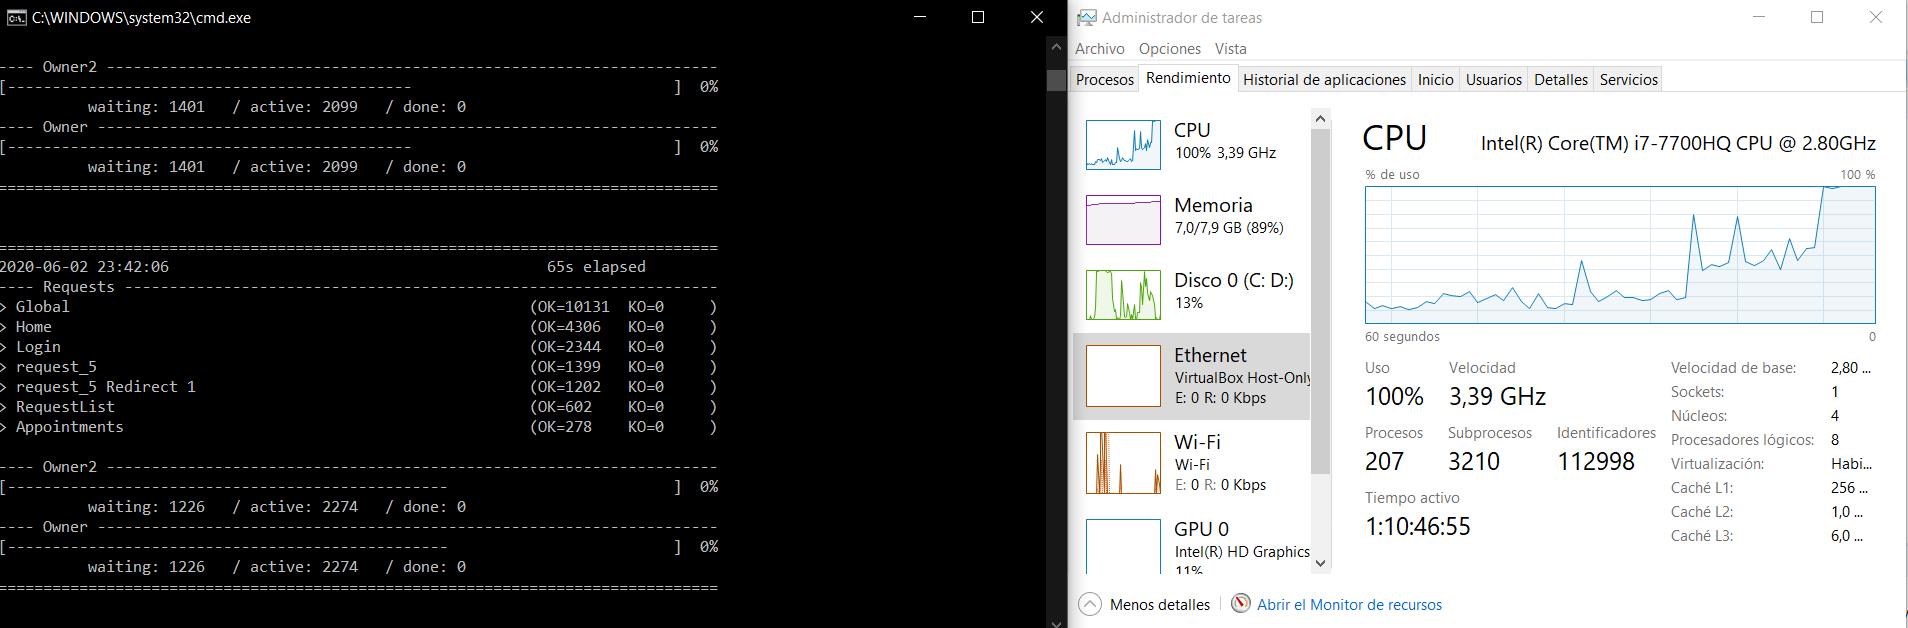 C:\WINDOWS\system32\cmd.exe
---- Owner2 --------------------------------------------------------------------
[---------------------------------------------                             ]  0%
waiting: 1401   / active: 2099   / done: 0
---- Owner ---------------------------------------------------------------------
[---------------------------------------------                             ]  0%
waiting: 1401   / active: 2099   / done: 0
================================================================================
================================================================================
2020-06-02 23:42:06                                          65s elapsed
---- Requests ------------------------------------------------------------------
> Global                                                   (OK=10131  KO=0     )
> Home                                                     (OK=4306   KO=0     )
> Login                                                    (OK=2344   KO=0     )
> request_5                                                (OK=1399   KO=0     )
> request_5 Redirect 1                                     (OK=1202   KO=0     )
> RequestList                                              (OK=602    KO=0     )
> Appointments                                             (OK=278    KO=0     )
---- Owner2 --------------------------------------------------------------------
[-------------------------------------------------                         ]  0%
waiting: 1226   / active: 2274   / done: 0
---- Owner ---------------------------------------------------------------------
[-------------------------------------------------                         ]  0%
waiting: 1226   / active: 2274   / done: 0
================================================================================
Administrador de tareas
Archivo Opciones Vista
Procesos Rendimiento Historial de aplicaciones Inicio Usuarios Detalles Servicios
CPU
100% 3,39 GHz
Memoria
7,0/7,9 GB (89%)
Disco 0 (C: D:)
13%
Ethernet
VirtualBox Host-Only
E: 0 R: 0 Kbps
Wi-Fi
Wi-Fi
E: 0 R: 0 Kbps
GPU 0
Intel(R) HD Graphics
11%
CPU Intel(R) Core(TM) i7-7700HQ CPU @ 2.80GHz
% de uso 100 %
60 segundos 0
Uso Velocidad
100% 3,39 GHz
Procesos Subprocesos Identificadores
207 3210 112998
Tiempo activo
1:10:46:55
Velocidad de base: 2,80 ...
Sockets: 1
Núcleos: 4
Procesadores lógicos: 8
Virtualización: Habi...
Caché L1: 256 ...
Caché L2: 1,0 ...
Caché L3: 6,0 ...
Menos detalles Abrir el Monitor de recursos